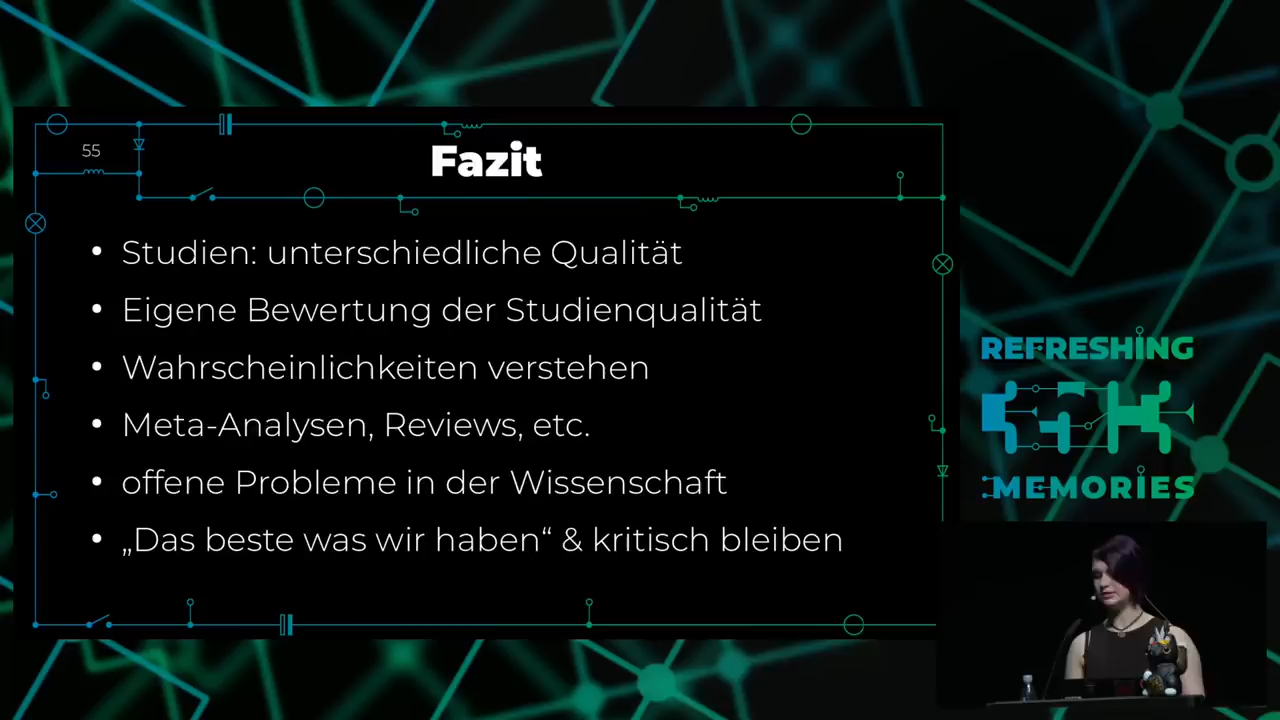 55
Fazit
• Studien: unterschiedliche Qualität
• Eigene Bewertung der Studienqualität
• Wahrscheinlichkeiten verstehen
• Meta-Analysen, Reviews, etc.
• offene Probleme in der Wissenschaft
• „Das beste was wir haben“ & kritisch bleiben
REFRESHING
MEMORIES